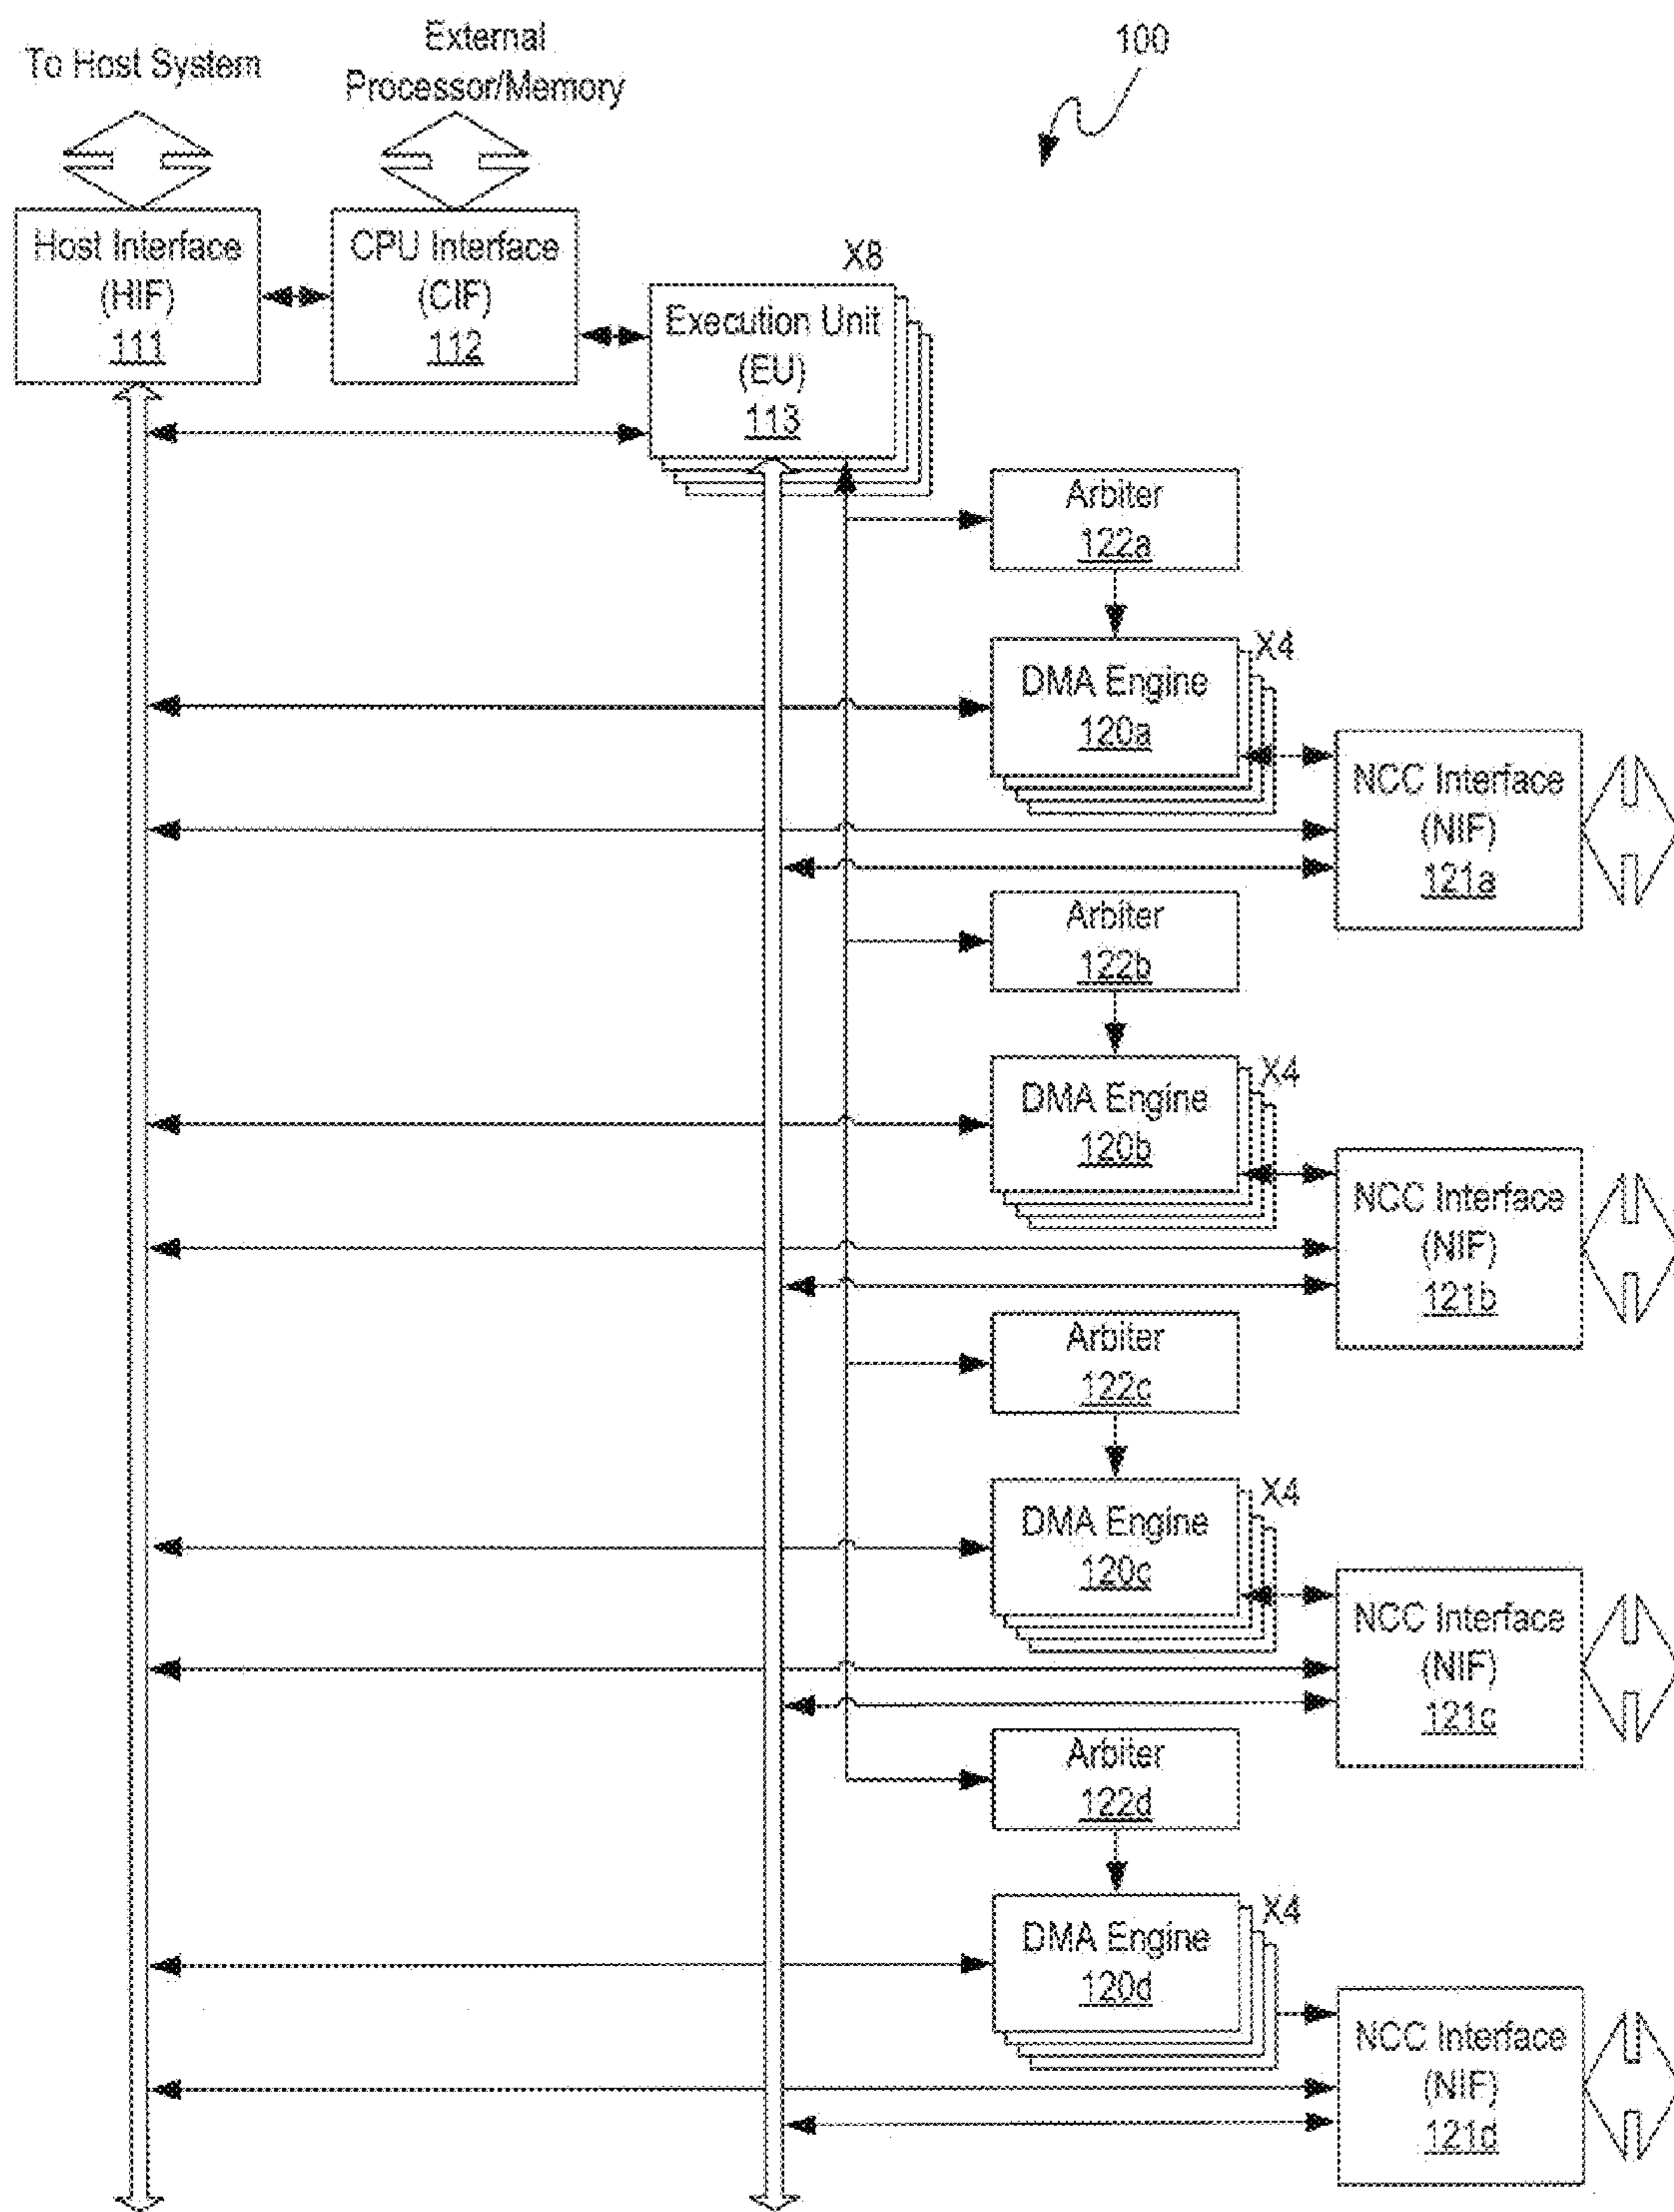 To Host System
External
Processor/Memory
100
Host Interface
(HIF)
111
CPU Interface
(CIF)
112
X8
Execution Unit
(EU)
113
Arbiter
122a
X4
DMA Engine
120a
NCC Interface
(NIF)
121a
Arbiter
122b
X4
DMA Engine
120b
NCC Interface
(NIF)
121b
Arbiter
122c
X4
DMA Engine
120c
NCC Interface
(NIF)
121c
Arbiter
122d
X4
DMA Engine
120d
NCC Interface
(NIF)
121d